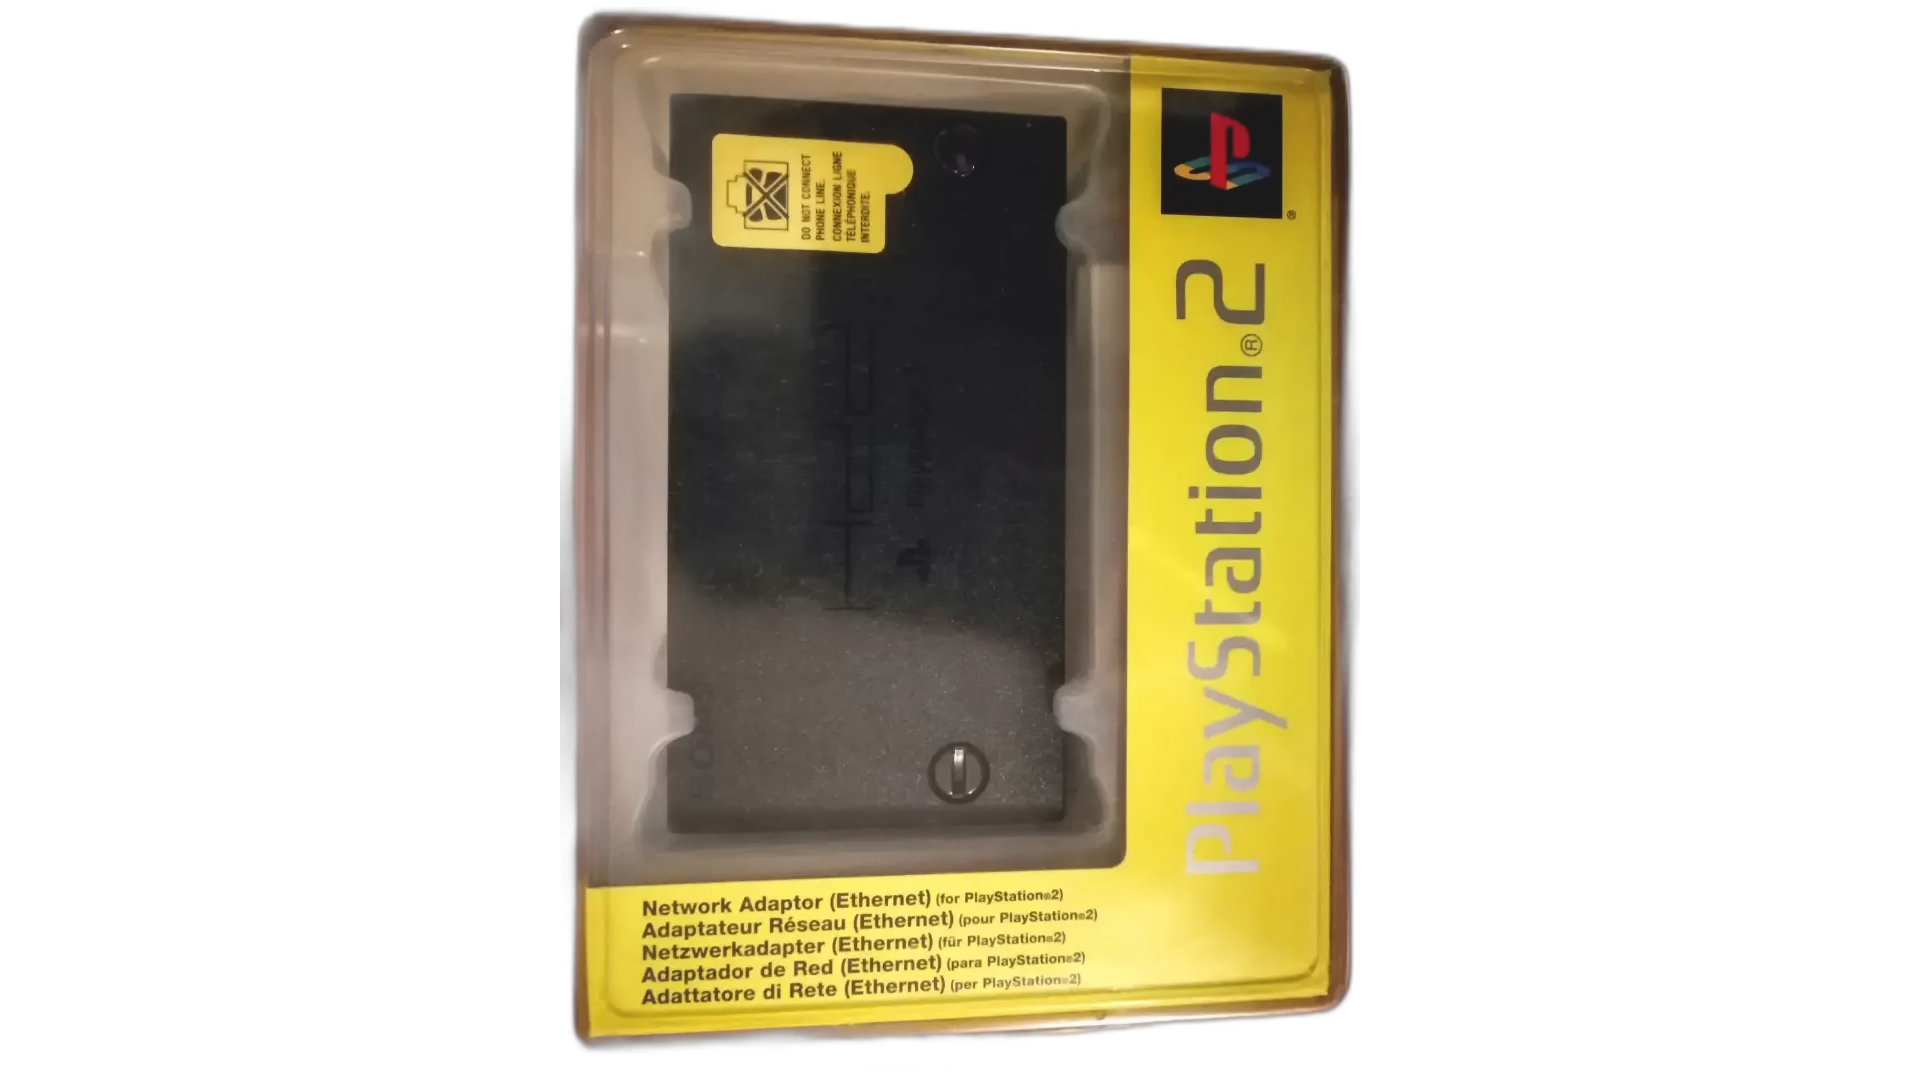 DO NOT CONNECT
PHONE LINE.
CONNEXION LIGNE
TÉLÉPHONIQUE
INTERDITE.
PlayStation®2
®
Network Adaptor (Ethernet) (for PlayStation®2)
Adaptateur Réseau (Ethernet) (pour PlayStation®2)
Netzwerkadapter (Ethernet) (für PlayStation®2)
Adaptador de Red (Ethernet) (para PlayStation®2)
Adattatore di Rete (Ethernet) (per PlayStation®2)